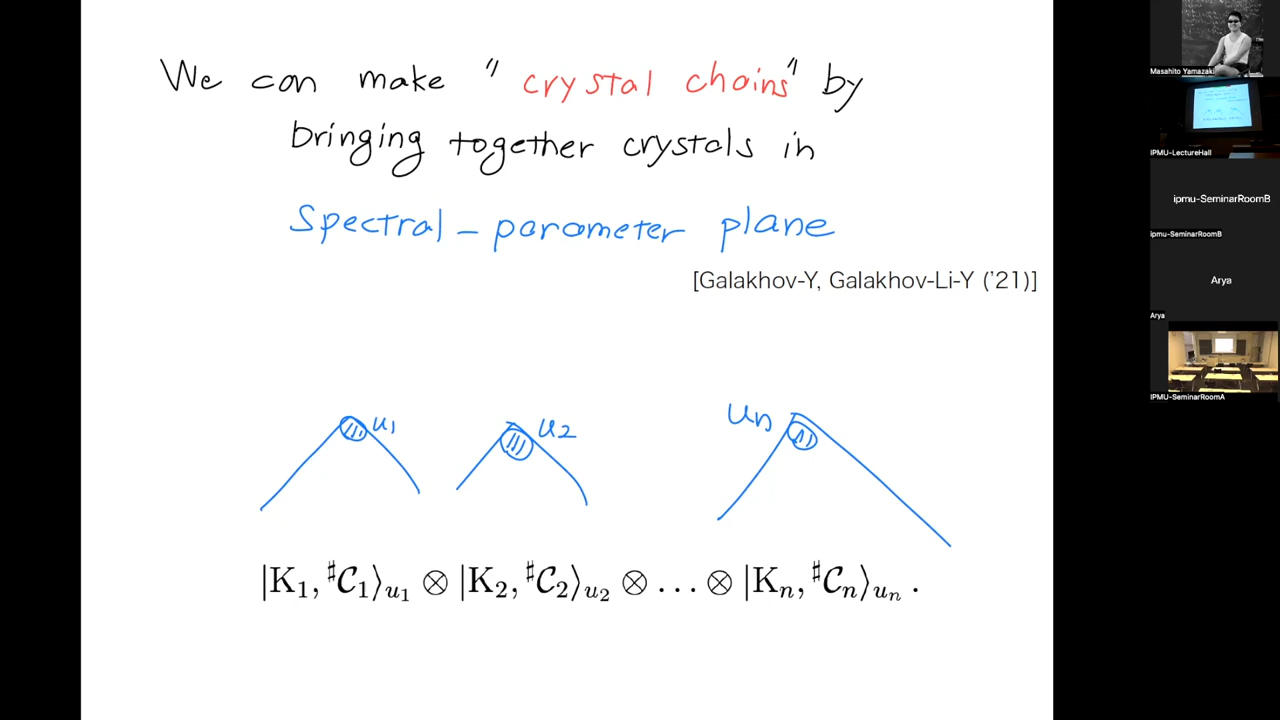 We can make "crystal chains" by
bringing together crystals in
Spectral-parameter plane
[Galakhov-Y, Galakhov-Li-Y ('21)]
u1
u2
un
|K₁, ♯𝒞₁⟩u₁ ⊗ |K₂, ♯𝒞₂⟩u₂ ⊗ … ⊗ |Kₙ, ♯𝒞ₙ⟩uₙ .
Masahito Yamazaki
IPMU-LectureHall
ipmu-SeminarRoomB
ipmu-SeminarRoomB
Arya
Arya
IPMU-SeminarRoomA